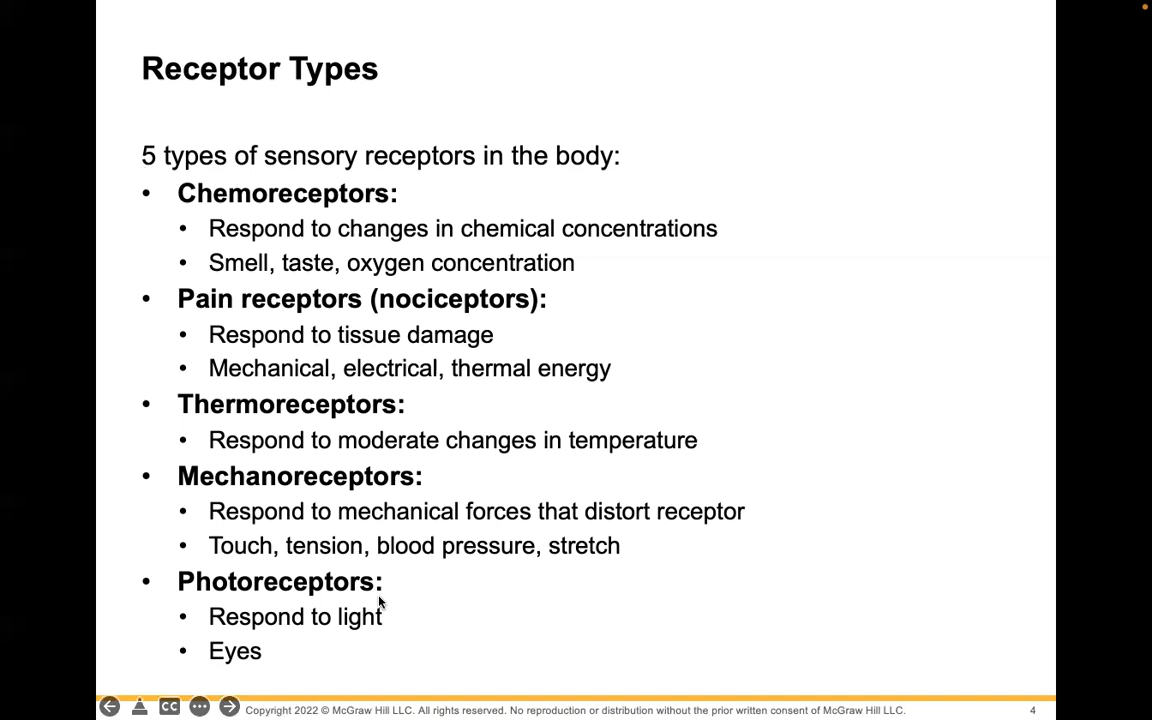 Receptor Types
5 types of sensory receptors in the body:
• Chemoreceptors:
• Respond to changes in chemical concentrations
• Smell, taste, oxygen concentration
• Pain receptors (nociceptors):
• Respond to tissue damage
• Mechanical, electrical, thermal energy
• Thermoreceptors:
• Respond to moderate changes in temperature
• Mechanoreceptors:
• Respond to mechanical forces that distort receptor
• Touch, tension, blood pressure, stretch
• Photoreceptors:
• Respond to light
• Eyes
CC Copyright 2022 © McGraw Hill LLC. All rights reserved. No reproduction or distribution without the prior written consent of McGraw Hill LLC. 4